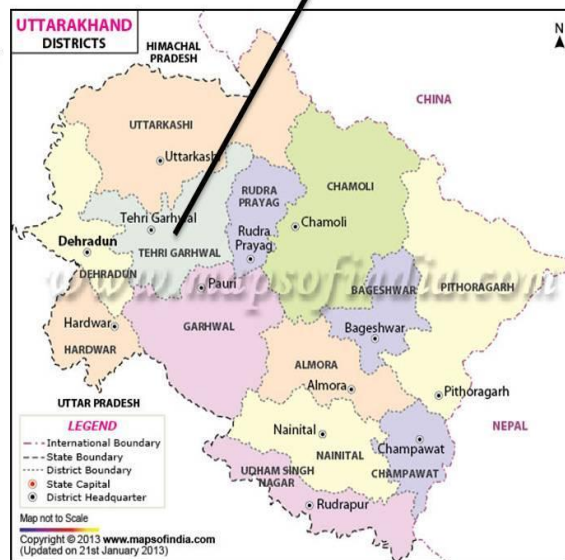 UTTARAKHAND
DISTRICTS
HIMACHAL
PRADESH
N
CHINA
UTTARKASHI
Uttarkashi
CHAMOLI
RUDRA
PRAYAG
Tehri Garhwal
Chamoli
Rudra
Prayag
Dehradun
TEHRI GARHWAL
DEHRADUN
www.mapsofindia.com
Pauri
BAGESHWAR
PITHORAGARH
Hardwar
GARHWAL
Bageshwar
HARDWAR
ALMORA
Almora
Pithoragarh
UTTAR PRADESH
NEPAL
Nainital
Champawat
NAINITAL
CHAMPAWAT
UDHAM SINGH
NAGAR
Rudrapur
LEGEND
International Boundary
State Boundary
District Boundary
State Capital
District Headquarter
Map not to Scale
Copyright © 2013 www.mapsofindia.com
(Updated on 21st January 2013)